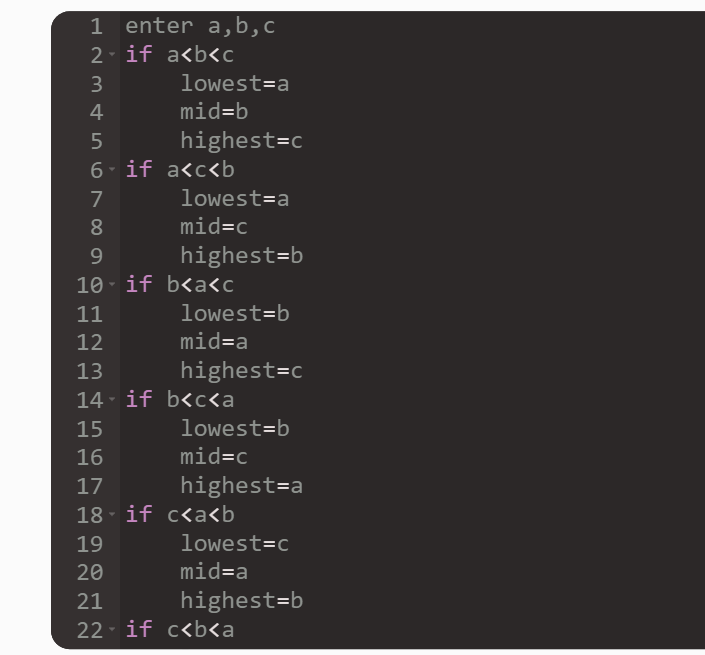 1 enter a,b,c
2 if a<b<c
3 lowest=a
4 mid=b
5 highest=c
6 if a<c<b
7 lowest=a
8 mid=c
9 highest=b
10 if b<a<c
11 lowest=b
12 mid=a
13 highest=c
14 if b<c<a
15 lowest=b
16 mid=c
17 highest=a
18 if c<a<b
19 lowest=c
20 mid=a
21 highest=b
22 if c<b<a